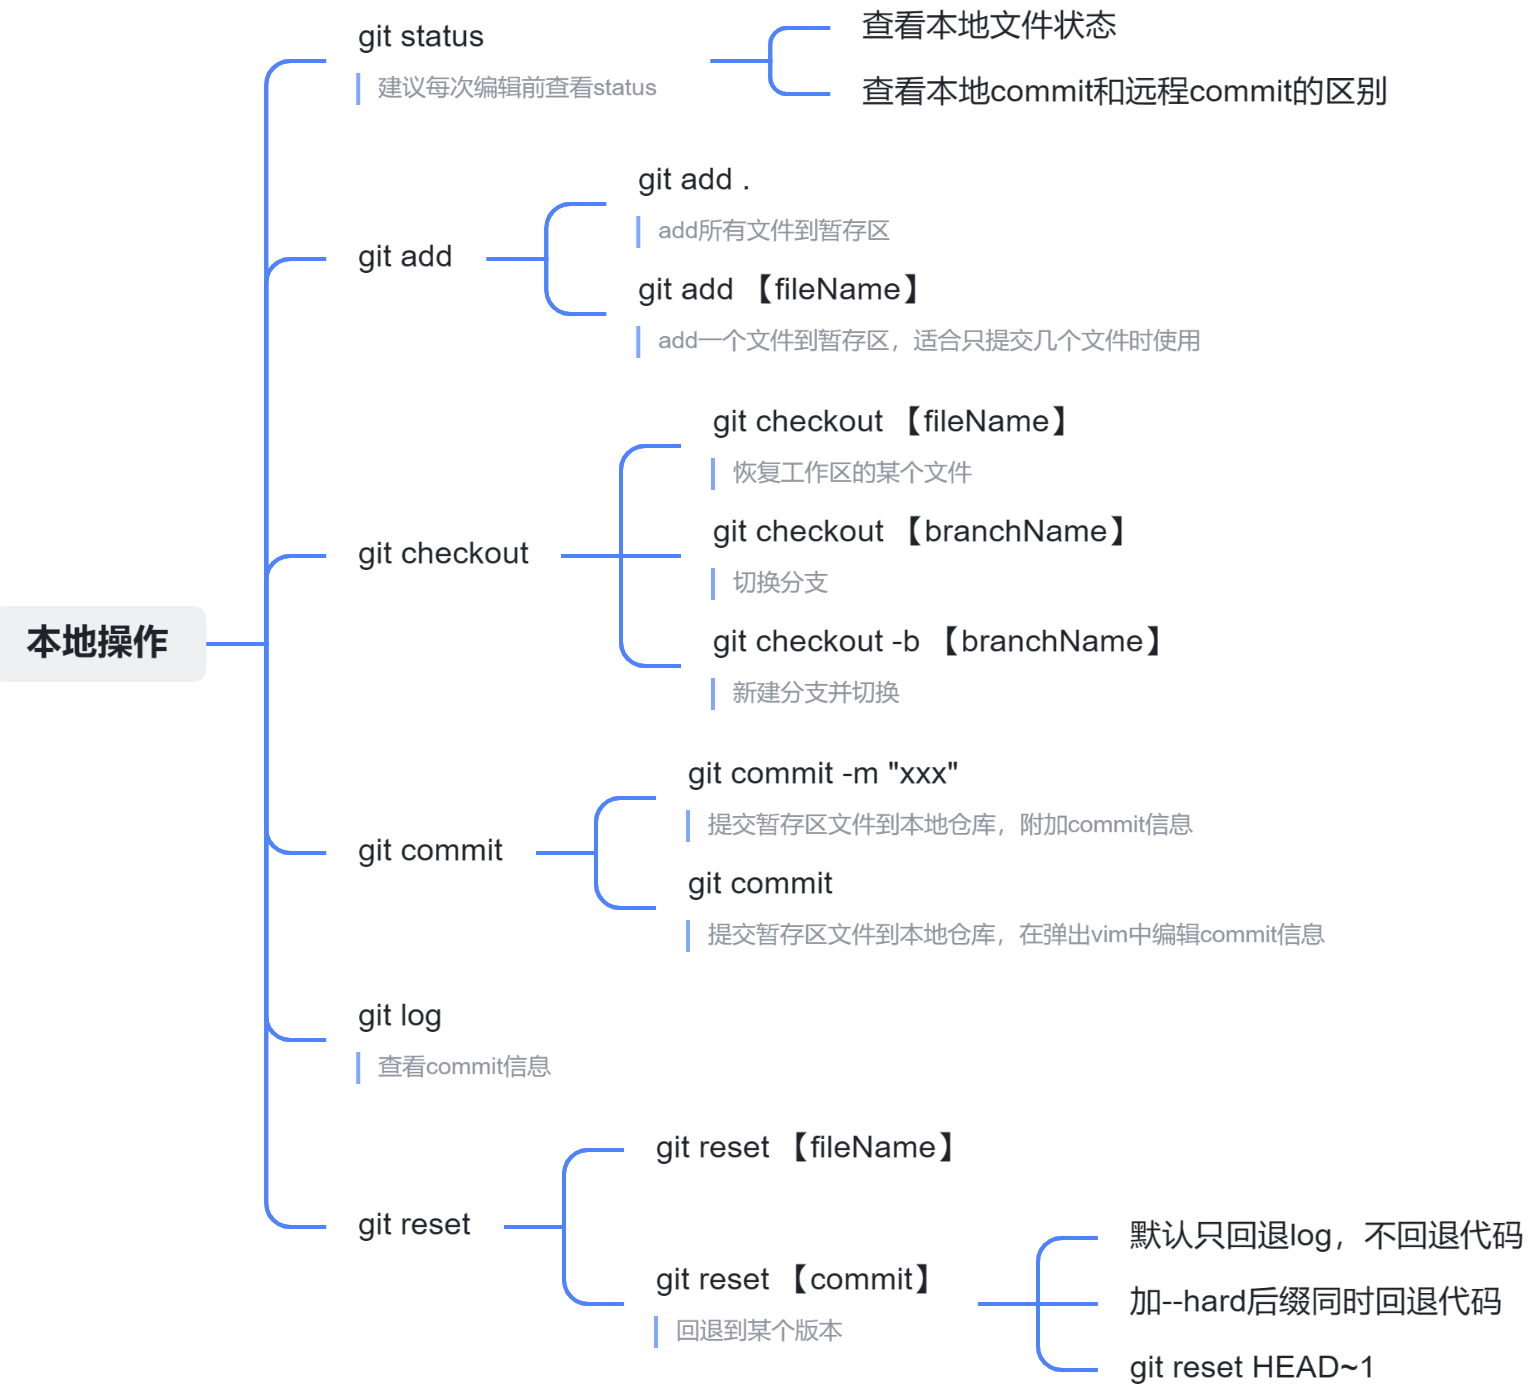 本地操作
git status
建议每次编辑前查看status
查看本地文件状态
查看本地commit和远程commit的区别
git add
git add .
add所有文件到暂存区
git add 【fileName】
add一个文件到暂存区，适合只提交几个文件时使用
git checkout
git checkout 【fileName】
恢复工作区的某个文件
git checkout 【branchName】
切换分支
git checkout -b 【branchName】
新建分支并切换
git commit
git commit -m "xxx"
提交暂存区文件到本地仓库，附加commit信息
git commit
提交暂存区文件到本地仓库，在弹出vim中编辑commit信息
git log
查看commit信息
git reset
git reset 【fileName】
git reset 【commit】
回退到某个版本
默认只回退log，不回退代码
加--hard后缀同时回退代码
git reset HEAD~1